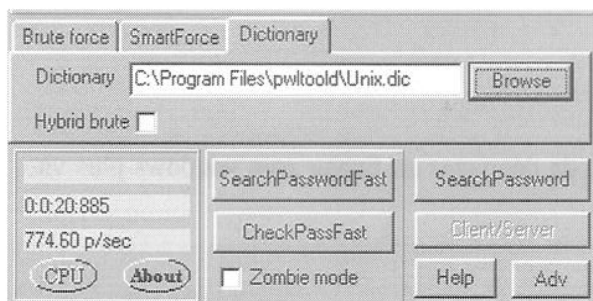 Brute force SmartForce Dictionary
Dictionary C:\Program Files\pwltoold\Unix.dic Browse
Hybrid brute
SearchPasswordFast SearchPassword
0:0:20:885
CheckPassFast Client/Server
774.60 p/sec
CPU About Zombie mode Help Adv